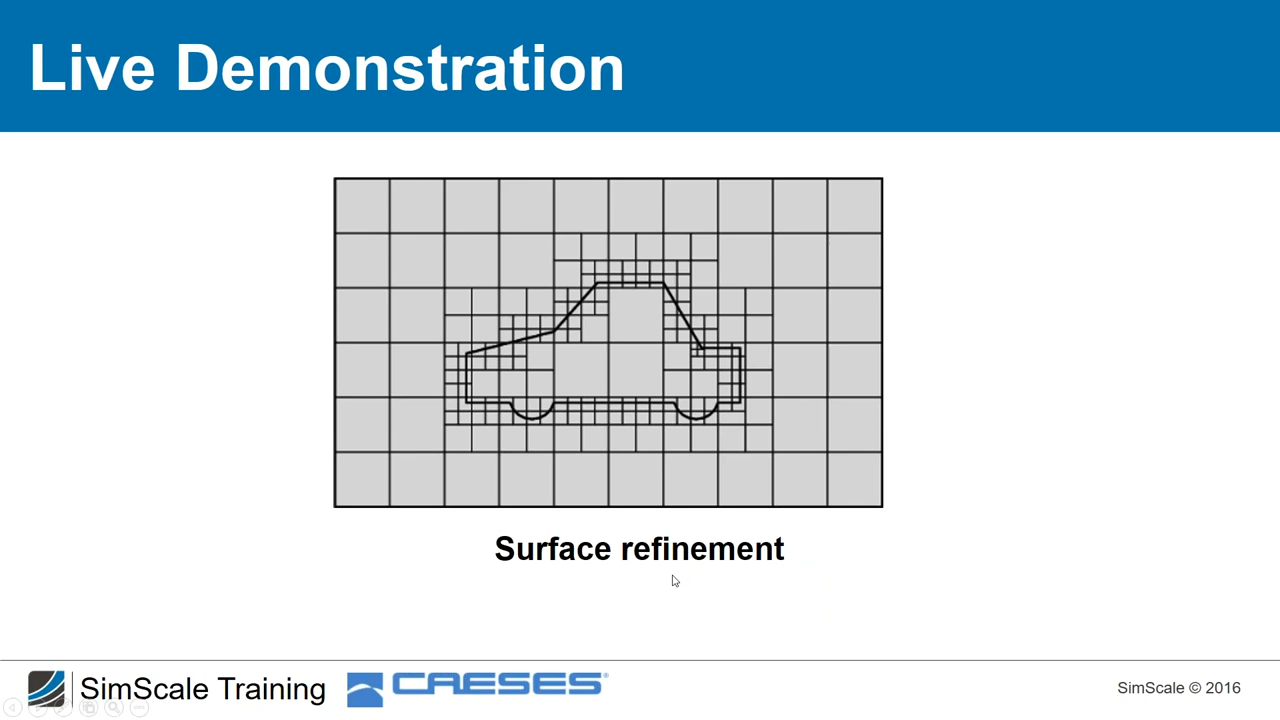 Live Demonstration
Surface refinement
SimScale Training
CAESES®
SimScale © 2016